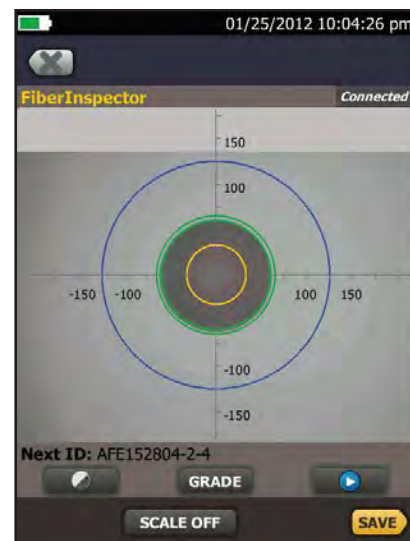 01/25/2012 10:04:26 pm
FiberInspector
Connected
150
100
-150 -100 100 150
-100
-150
Next ID: AFE152804-2-4
GRADE
SCALE OFF
SAVE